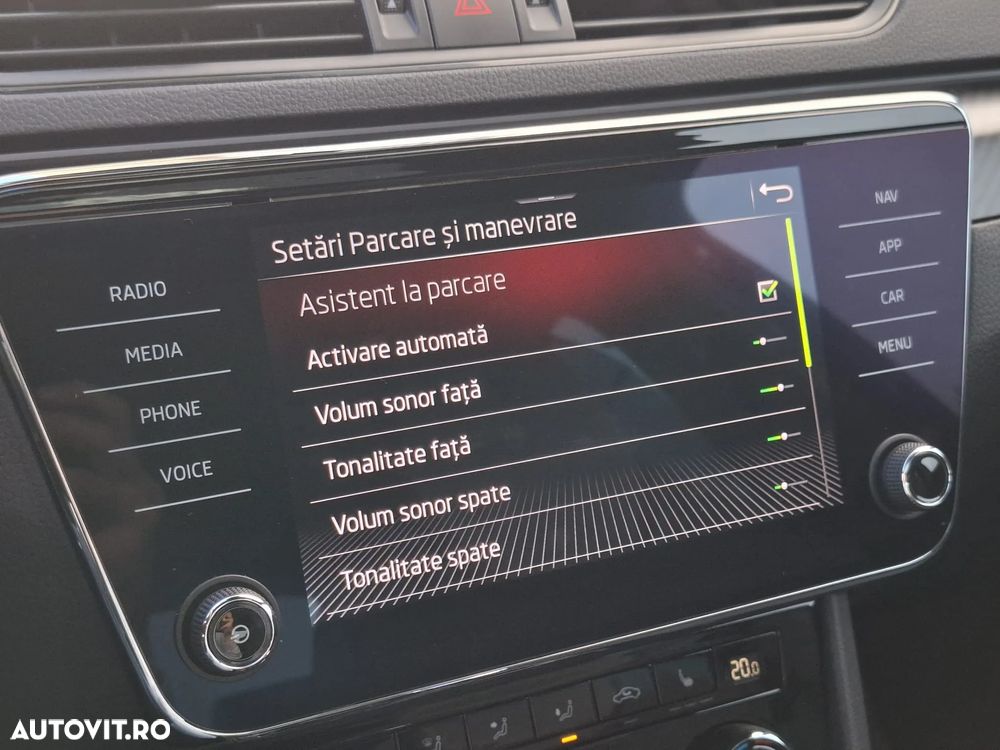 Setări Parcare și manevrare
Asistent la parcare
Activare automată
Volum sonor față
Tonalitate față
Volum sonor spate
Tonalitate spate
RADIO
MEDIA
PHONE
VOICE
NAV
APP
CAR
MENU
20.0
AUTOVIT.RO